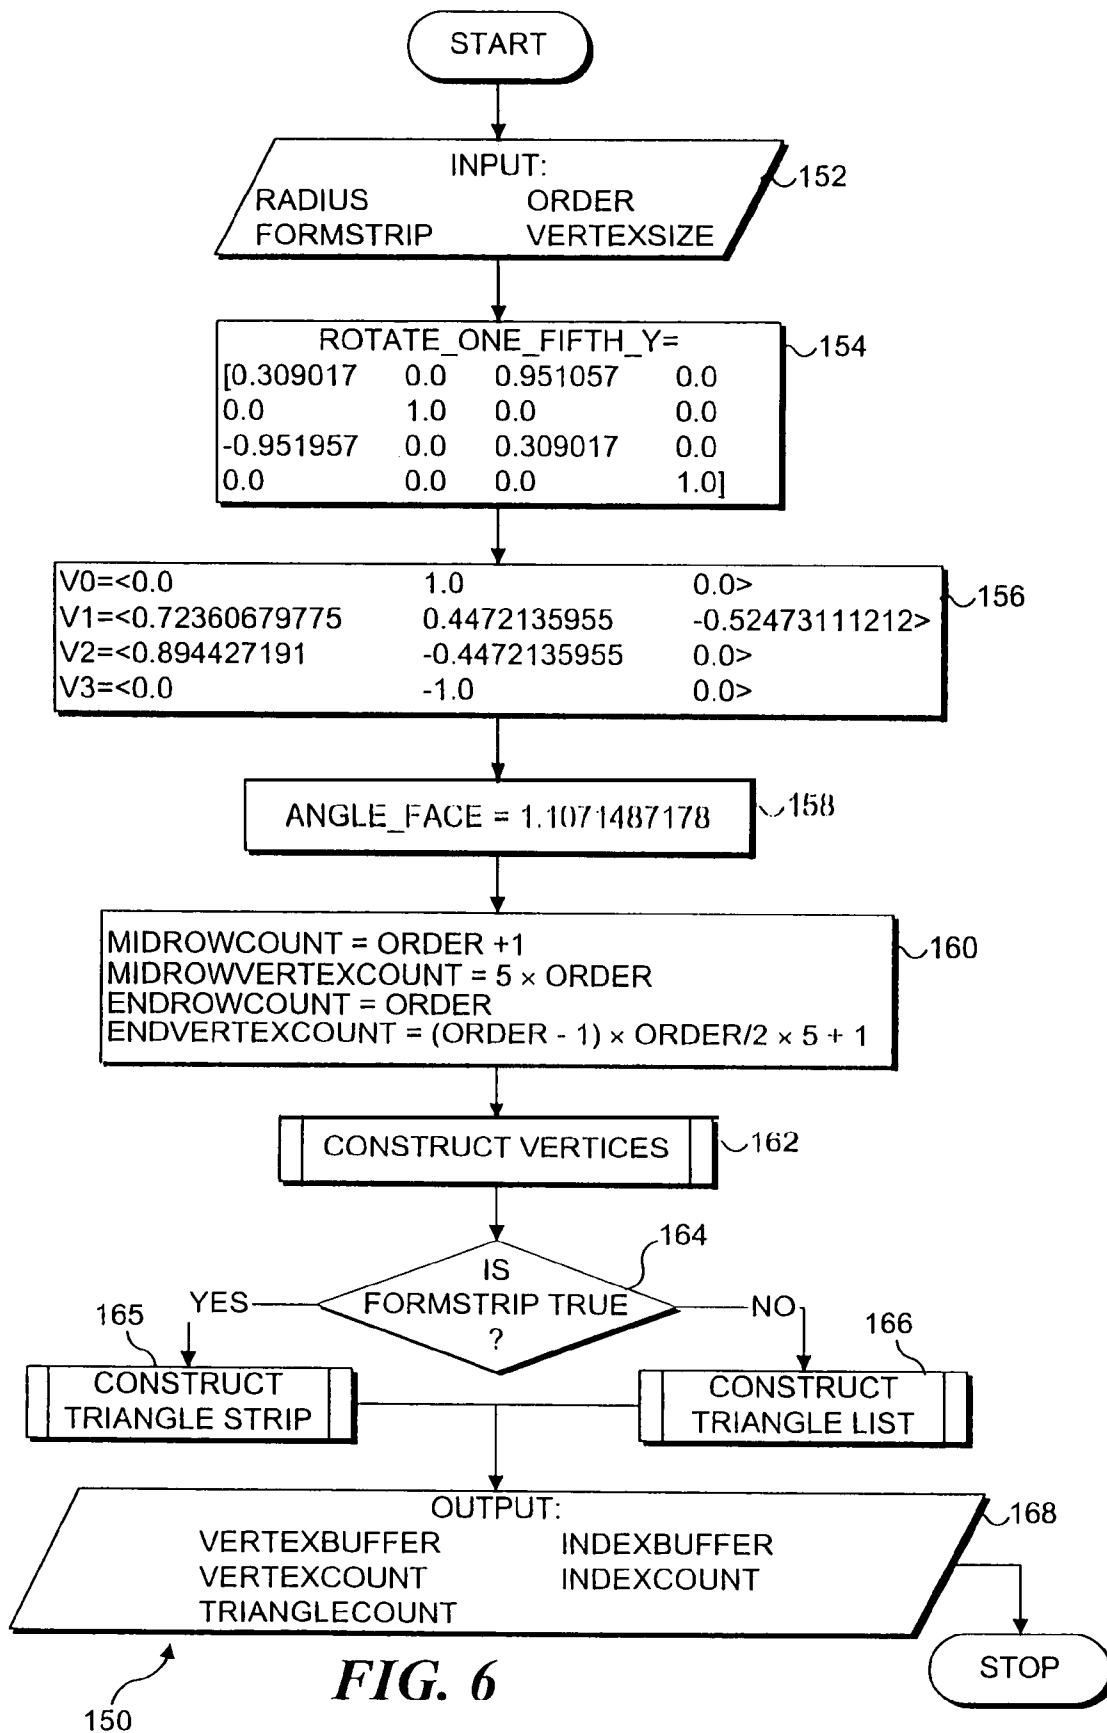 START
INPUT:
RADIUS ORDER
FORMSTRIP VERTEXSIZE
152
ROTATE_ONE_FIFTH_Y=
[0.309017 0.0 0.951057 0.0
0.0 1.0 0.0 0.0
-0.951957 0.0 0.309017 0.0
0.0 0.0 0.0 1.0]
154
V0=<0.0 1.0 0.0>
V1=<0.72360679775 0.4472135955 -0.52473111212>
V2=<0.894427191 -0.4472135955 0.0>
V3=<0.0 -1.0 0.0>
156
ANGLE_FACE = 1.1071487178
158
MIDROWCOUNT = ORDER +1
MIDROWVERTEXCOUNT = 5 × ORDER
ENDROWCOUNT = ORDER
ENDVERTEXCOUNT = (ORDER - 1) × ORDER/2 × 5 + 1
160
CONSTRUCT VERTICES
162
IS
FORMSTRIP TRUE
?
164
YES
NO
165
CONSTRUCT
TRIANGLE STRIP
166
CONSTRUCT
TRIANGLE LIST
OUTPUT:
VERTEXBUFFER INDEXBUFFER
VERTEXCOUNT INDEXCOUNT
TRIANGLECOUNT
168
STOP
150
FIG. 6